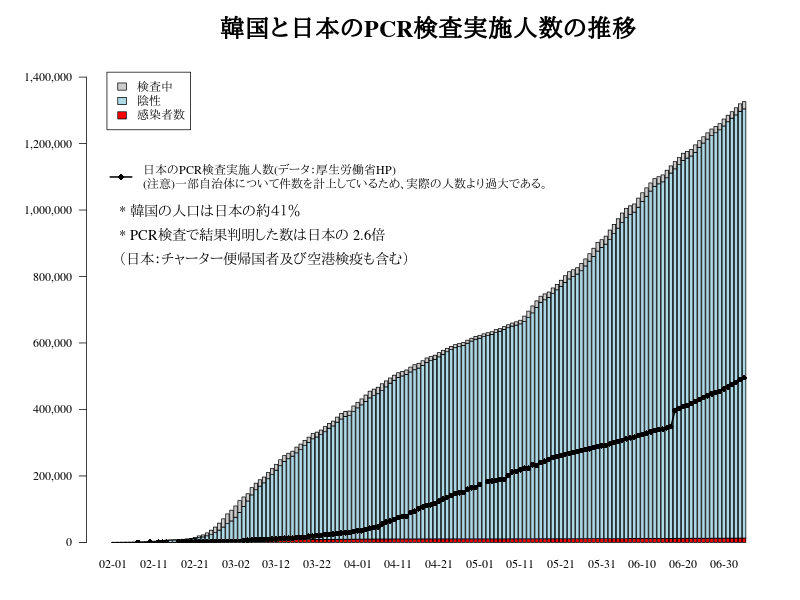 韓国と日本のPCR検査実施人数の推移
1,400,000
1,200,000
1,000,000
800,000
600,000
400,000
200,000
0
検査中
陰性
感染者数
日本のPCR検査実施人数(データ：厚生労働省HP)
(注意)一部自治体について件数を計上しているため、実際の人数より過大である。
* 韓国の人口は日本の約41%
* PCR検査で結果判明した数は日本の 2.6倍
（日本：チャーター便帰国者及び空港検疫も含む）
02-01 02-11 02-21 03-02 03-12 03-22 04-01 04-11 04-21 05-01 05-11 05-21 05-31 06-10 06-20 06-30